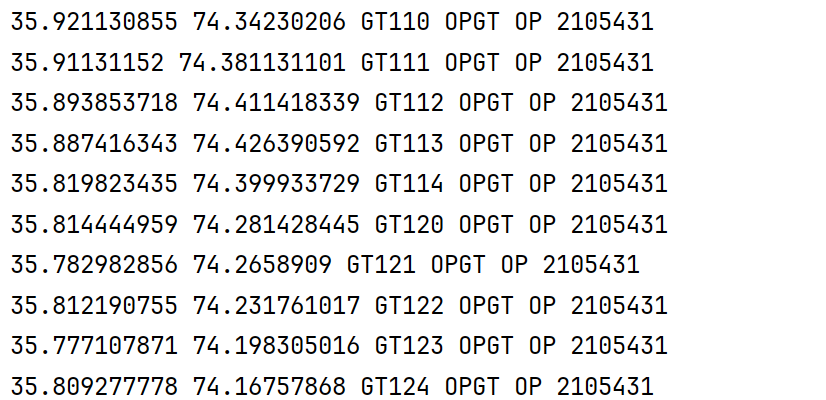 35.921130855 74.34230206 GT110 OPGT OP 2105431
35.91131152 74.381131101 GT111 OPGT OP 2105431
35.893853718 74.411418339 GT112 OPGT OP 2105431
35.887416343 74.426390592 GT113 OPGT OP 2105431
35.819823435 74.399933729 GT114 OPGT OP 2105431
35.814444959 74.281428445 GT120 OPGT OP 2105431
35.782982856 74.2658909 GT121 OPGT OP 2105431
35.812190755 74.231761017 GT122 OPGT OP 2105431
35.777107871 74.198305016 GT123 OPGT OP 2105431
35.809277778 74.16757868 GT124 OPGT OP 2105431